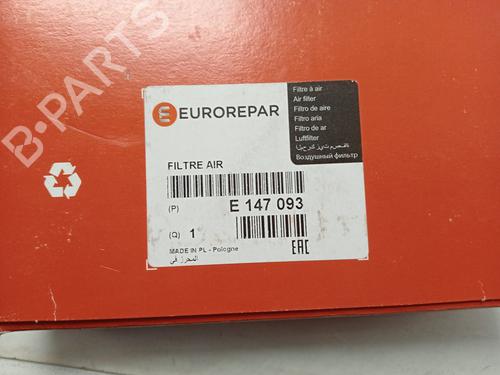 B-PARTS
EUROREPAR
Filtre à air
Air filter
Filtro de aire
Filtro aria
Filtro de ar
Luftfilter
Воздушный фильтр
FILTRE AIR
(P) E 147 093
(Q) 1
MADE IN PL - Pologne
EAC